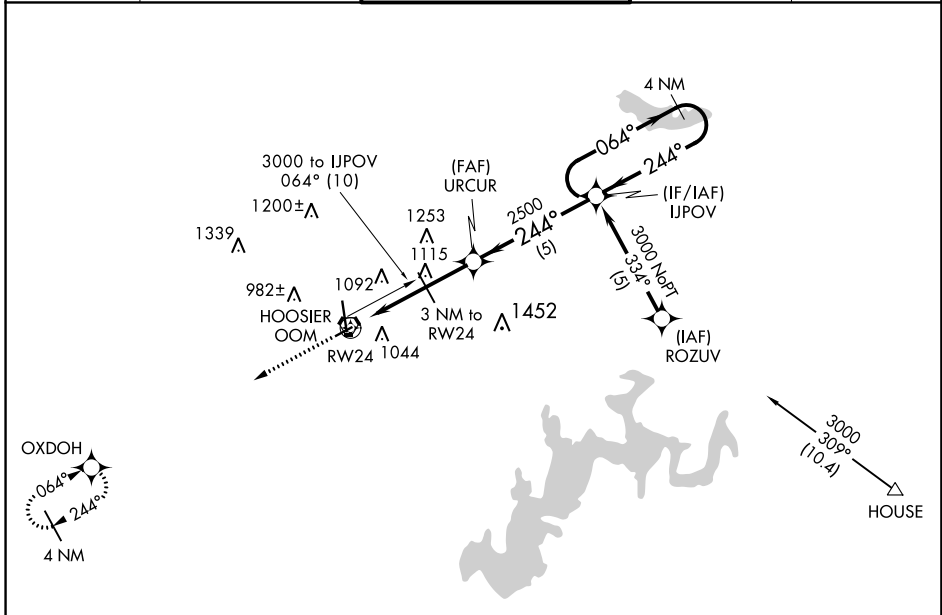 4 NM
064°
244°
3000 to IJPOV
064° (10)
(FAF)
URCUR
(IF/IAF)
IJPOV
1200±
2500
244°
(5)
1339
1253
1115
3000 NoPT
334°
(5)
982±
1092
HOOSIER
OOM
3 NM to
RW24
1452
RW24
1044
(IAF)
ROZUV
3000
309°
(10.4)
OXDOH
064°
244°
HOUSE
4 NM